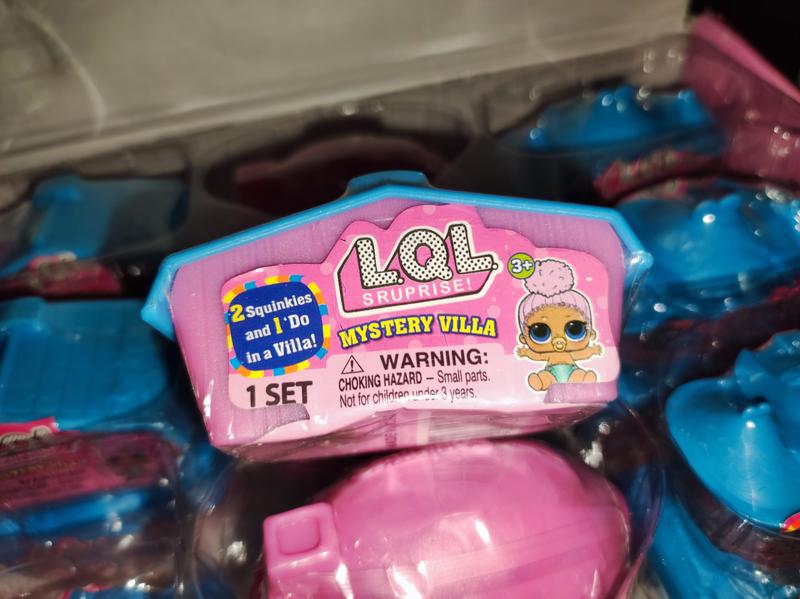 L.Q.L.
SRUPRISE!
3+
MYSTERY VILLA
2 Squinkies
and 1 'Do
in a Villa!
1 SET
WARNING:
CHOKING HAZARD – Small parts.
Not for children under 3 years.